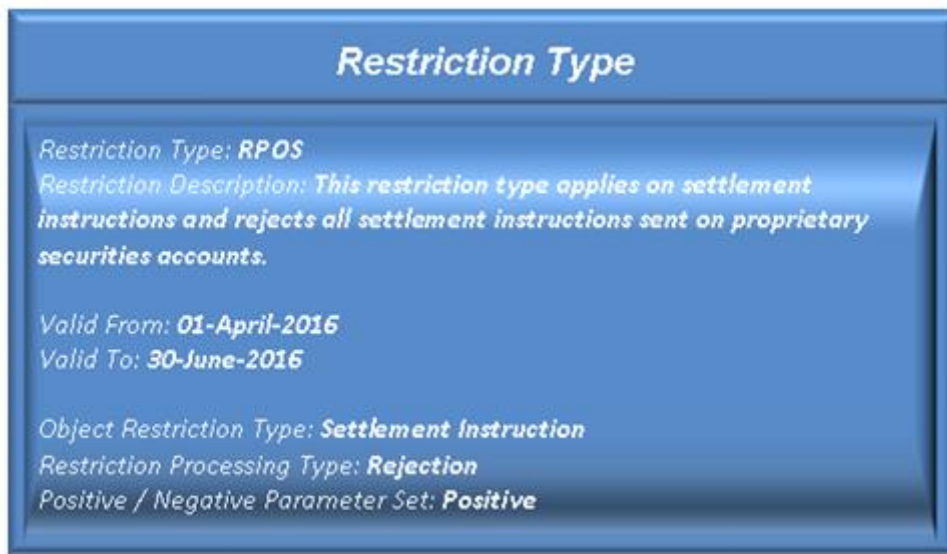 Restriction Type
Restriction Type: RPOS
Restriction Description: This restriction type applies on settlement
instructions and rejects all settlement instructions sent on proprietary
securities accounts.
Valid From: 01-April-2016
Valid To: 30-June-2016
Object Restriction Type: Settlement Instruction
Restriction Processing Type: Rejection
Positive / Negative Parameter Set: Positive